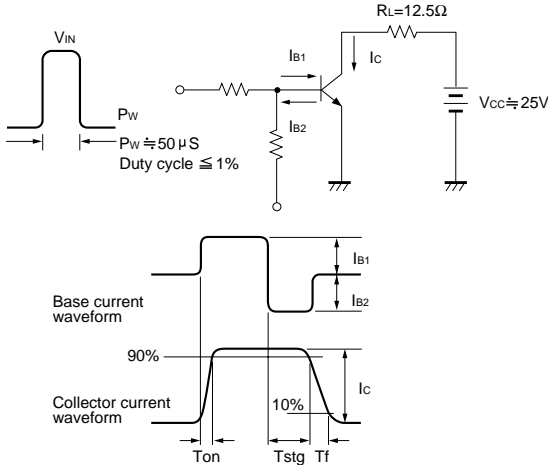 RL=12.5Ω
VIN
IB1
IC
PW
VCC≒25V
IB2
PW≒50μS
Duty cycle ≦1%
IB1
Base current
waveform
IB2
90%
IC
Collector current
waveform
10%
Ton
Tstg
Tf